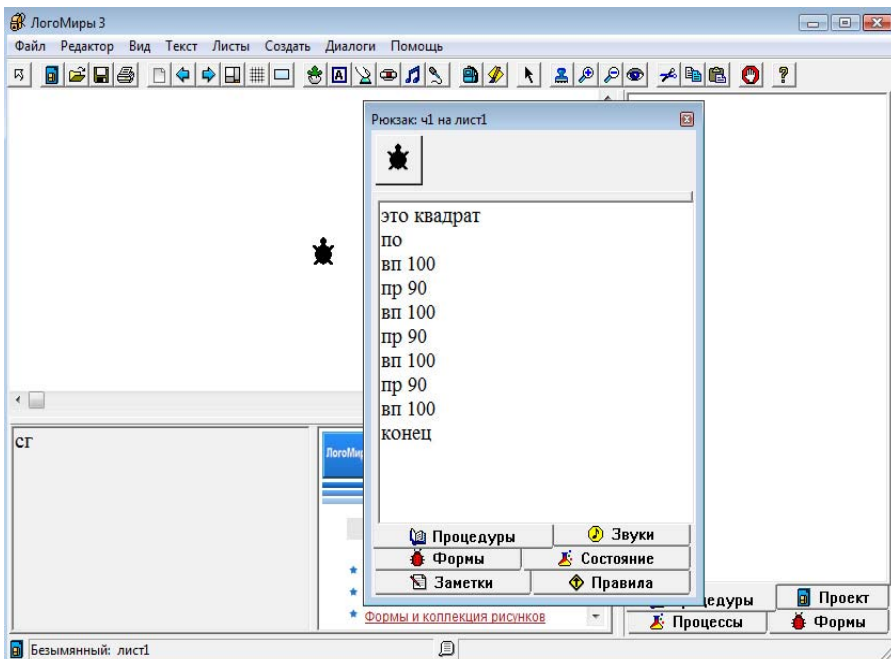 ЛогоМиры 3
Файл Редактор Вид Текст Листы Создать Диалоги Помощь
Рюкзак: ч1 на лист1
это квадрат
по
вп 100
пр 90
вп 100
пр 90
вп 100
пр 90
вп 100
конец
Процедуры
Звуки
Формы
Состояние
Заметки
Правила
сг
Формы и коллекция рисунков
Проект
Процессы
Формы
Безымянный: лист1